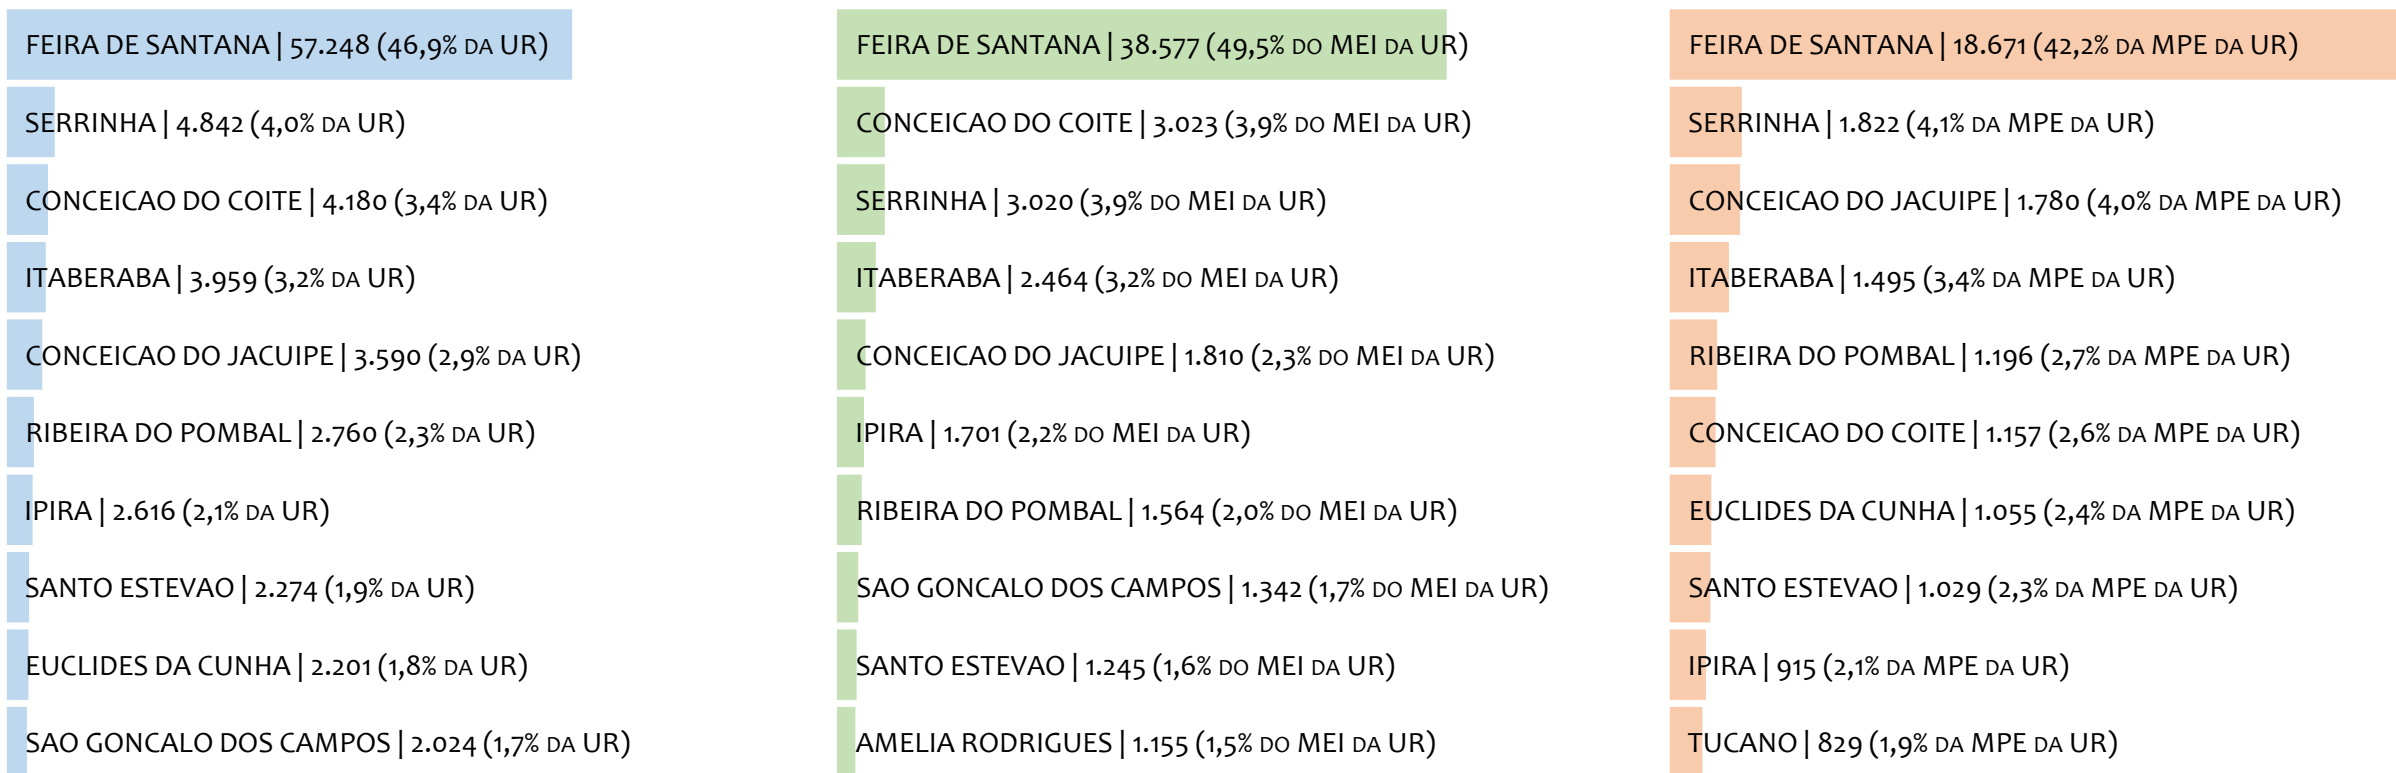 FEIRA DE SANTANA | 57.248 (46,9% DA UR)
SERRINHA | 4.842 (4,0% DA UR)
CONCEICAO DO COITE | 4.180 (3,4% DA UR)
ITABERABA | 3.959 (3,2% DA UR)
CONCEICAO DO JACUIPE | 3.590 (2,9% DA UR)
RIBEIRA DO POMBAL | 2.760 (2,3% DA UR)
IPIRA | 2.616 (2,1% DA UR)
SANTO ESTEVAO | 2.274 (1,9% DA UR)
EUCLIDES DA CUNHA | 2.201 (1,8% DA UR)
SAO GONCALO DOS CAMPOS | 2.024 (1,7% DA UR)
FEIRA DE SANTANA | 38.577 (49,5% DO MEI DA UR)
CONCEICAO DO COITE | 3.023 (3,9% DO MEI DA UR)
SERRINHA | 3.020 (3,9% DO MEI DA UR)
ITABERABA | 2.464 (3,2% DO MEI DA UR)
CONCEICAO DO JACUIPE | 1.810 (2,3% DO MEI DA UR)
IPIRA | 1.701 (2,2% DO MEI DA UR)
RIBEIRA DO POMBAL | 1.564 (2,0% DO MEI DA UR)
SAO GONCALO DOS CAMPOS | 1.342 (1,7% DO MEI DA UR)
SANTO ESTEVAO | 1.245 (1,6% DO MEI DA UR)
AMELIA RODRIGUES | 1.155 (1,5% DO MEI DA UR)
FEIRA DE SANTANA | 18.671 (42,2% DA MPE DA UR)
SERRINHA | 1.822 (4,1% DA MPE DA UR)
CONCEICAO DO JACUIPE | 1.780 (4,0% DA MPE DA UR)
ITABERABA | 1.495 (3,4% DA MPE DA UR)
RIBEIRA DO POMBAL | 1.196 (2,7% DA MPE DA UR)
CONCEICAO DO COITE | 1.157 (2,6% DA MPE DA UR)
EUCLIDES DA CUNHA | 1.055 (2,4% DA MPE DA UR)
SANTO ESTEVAO | 1.029 (2,3% DA MPE DA UR)
IPIRA | 915 (2,1% DA MPE DA UR)
TUCANO | 829 (1,9% DA MPE DA UR)